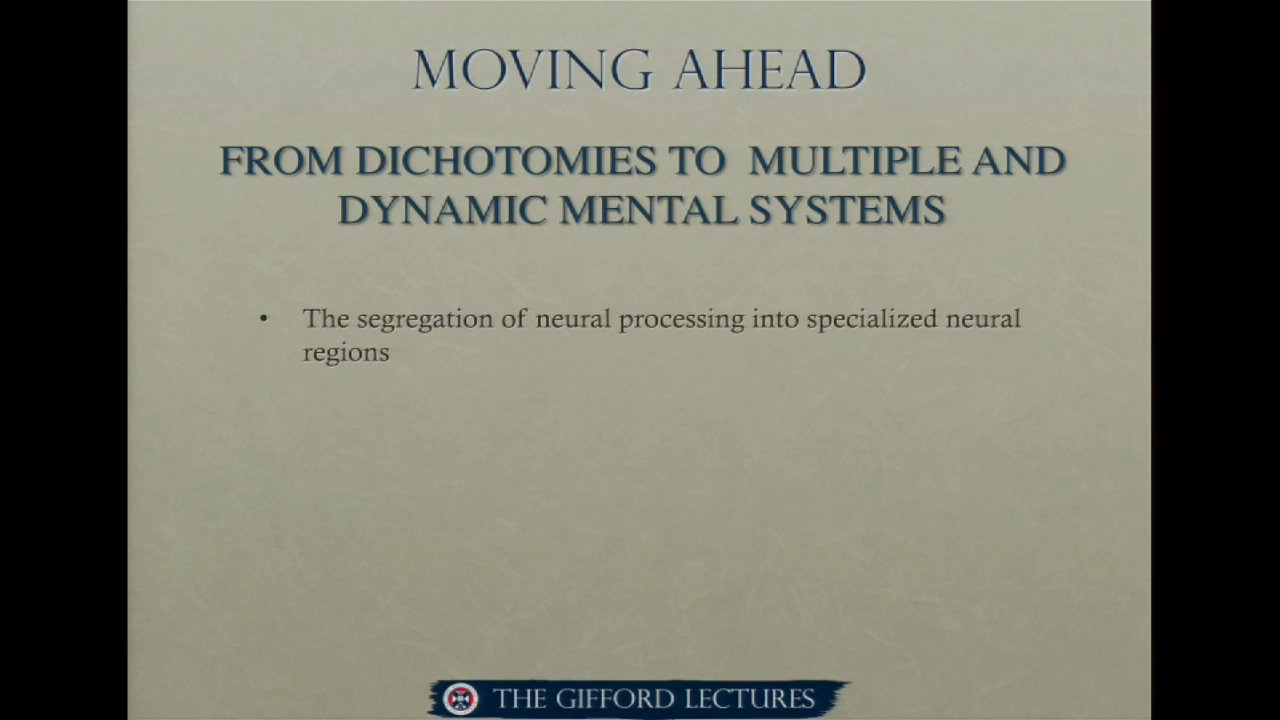 MOVING AHEAD
FROM DICHOTOMIES TO MULTIPLE AND
DYNAMIC MENTAL SYSTEMS
• The segregation of neural processing into specialized neural
regions
THE GIFFORD LECTURES